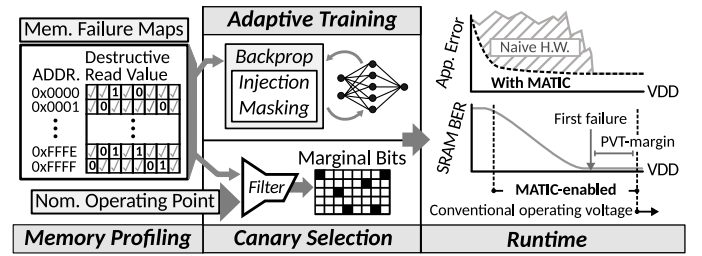 Mem. Failure Maps
Destructive
ADDR. Read Value
0x0000 ✓ ✓ 1 ✓ 0 ✓ ✓ ✓
0x0001 ✓ 0 ✓ ✓ ✓ ✓ 0 ✓
0xFFFE ✓ 0 ✓ 1 ✓ ✓ ✓ ✓
0xFFFF 0 ✓ ✓ ✓ ✓ 0 ✓ ✓
Nom. Operating Point
Memory Profiling
Adaptive Training
Backprop
Injection
Masking
Filter
Marginal Bits
Canary Selection
App. Error
Naive H.W.
With MATIC
VDD
SRAM BER
First failure
PVT-margin
VDD
MATIC-enabled
Conventional operating voltage
Runtime